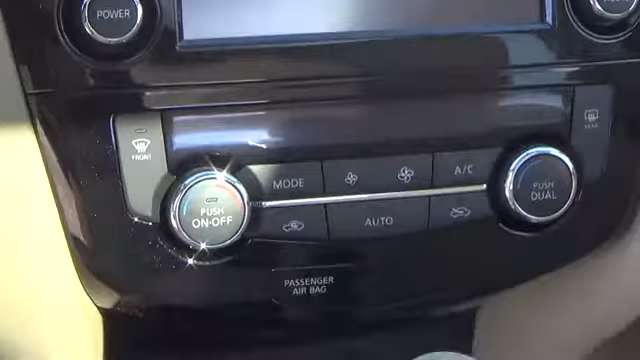 POWER
FRONT
MODE
A/C
REAR
PUSH
ON·OFF
AUTO
PUSH
DUAL
PASSENGER
AIR BAG